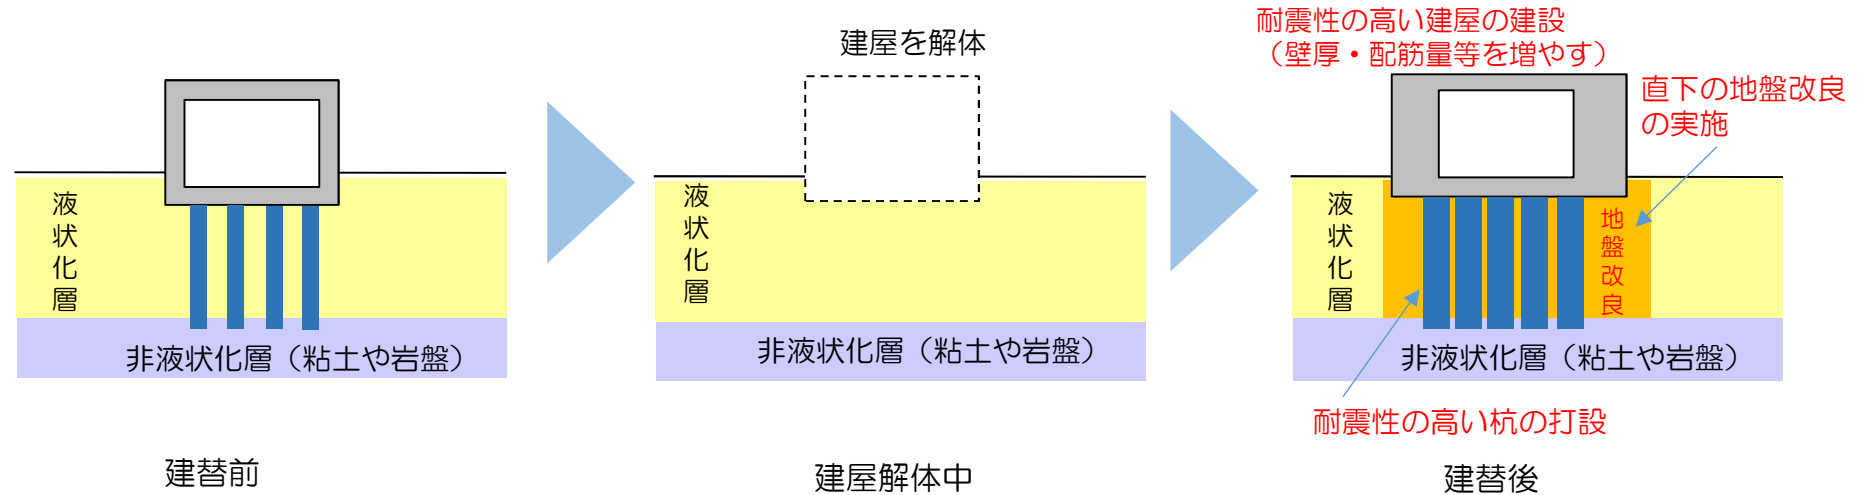 液状化層
非液状化層（粘土や岩盤）
建替前
建屋を解体
液状化層
非液状化層（粘土や岩盤）
建屋解体中
耐震性の高い建屋の建設
（壁厚・配筋量等を増やす）
直下の地盤改良
の実施
液状化層
地盤改良
非液状化層（粘土や岩盤）
耐震性の高い杭の打設
建替後